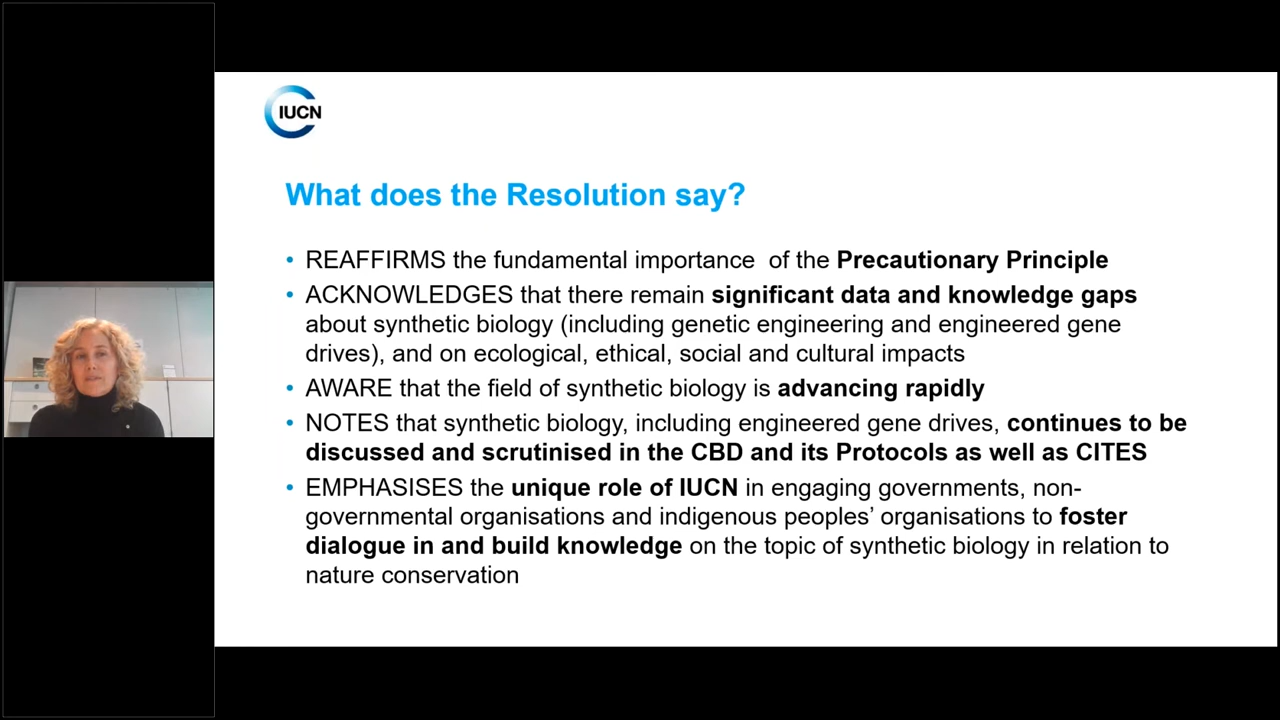 IUCN
What does the Resolution say?
• REAFFIRMS the fundamental importance  of the Precautionary Principle
• ACKNOWLEDGES that there remain significant data and knowledge gaps
about synthetic biology (including genetic engineering and engineered gene
drives), and on ecological, ethical, social and cultural impacts
• AWARE that the field of synthetic biology is advancing rapidly
• NOTES that synthetic biology, including engineered gene drives, continues to be
discussed and scrutinised in the CBD and its Protocols as well as CITES
• EMPHASISES the unique role of IUCN in engaging governments, non-
governmental organisations and indigenous peoples’ organisations to foster
dialogue in and build knowledge on the topic of synthetic biology in relation to
nature conservation